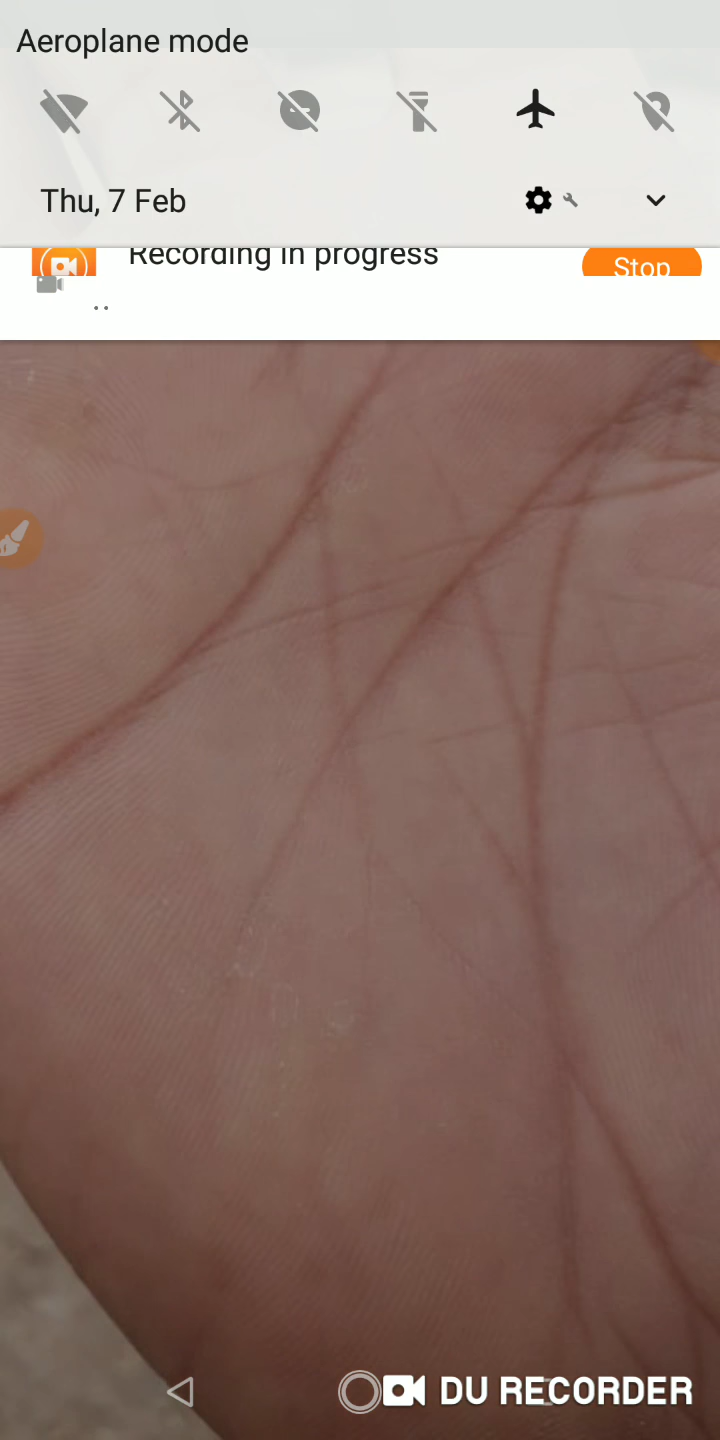 Aeroplane mode
Thu, 7 Feb
Recording in progress
Stop
DU RECORDER